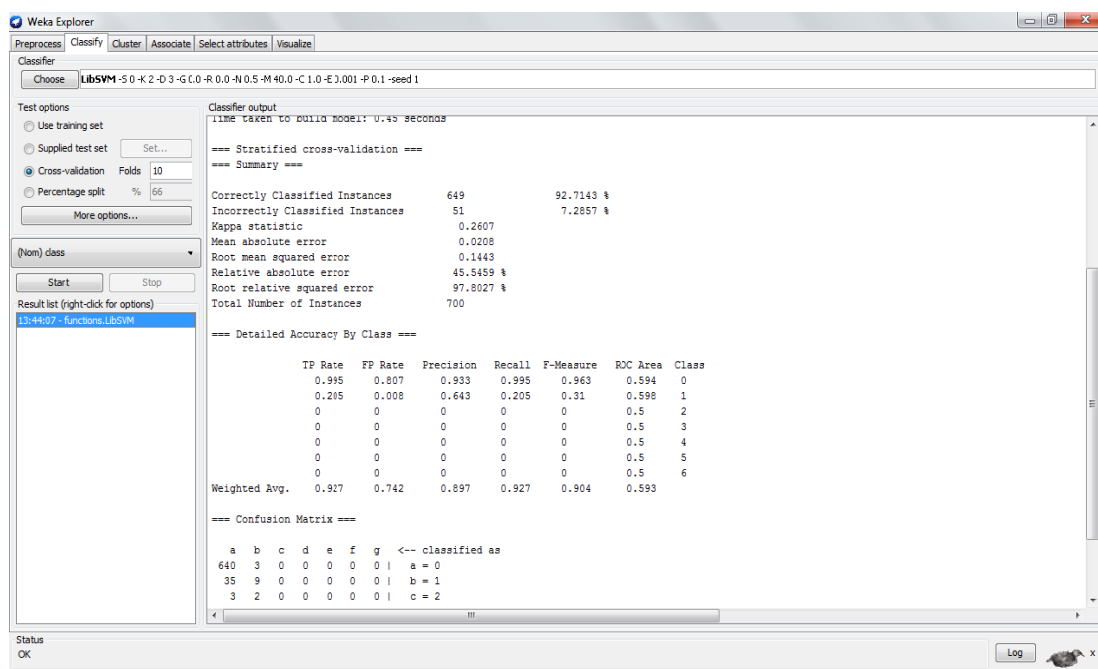 Weka Explorer
Preprocess Classify Cluster Associate Select attributes Visualize
Classifier
Choose LibSVM -S 0 -K 2 -D 3 -G 0.0 -R 0.0 -N 0.5 -M 40.0 -C 1.0 -E 0.001 -P 0.1 -seed 1
Test options
Use training set
Supplied test set Set...
Cross-validation Folds 10
Percentage split % 66
More options...
(Nom) class
Start Stop
Result list (right-click for options)
13:44:07 - functions.LibSVM
Classifier output
Time taken to build model: 0.45 seconds
=== Stratified cross-validation ===
=== Summary ===
Correctly Classified Instances 649 92.7143 %
Incorrectly Classified Instances 51 7.2857 %
Kappa statistic 0.2607
Mean absolute error 0.0208
Root mean squared error 0.1443
Relative absolute error 45.5459 %
Root relative squared error 97.8027 %
Total Number of Instances 700
=== Detailed Accuracy By Class ===
TP Rate FP Rate Precision Recall F-Measure ROC Area Class
0.995 0.807 0.933 0.995 0.963 0.594 0
0.205 0.008 0.643 0.205 0.31 0.598 1
0 0 0 0 0 0.5 2
0 0 0 0 0 0.5 3
0 0 0 0 0 0.5 4
0 0 0 0 0 0.5 5
0 0 0 0 0 0.5 6
Weighted Avg. 0.927 0.742 0.897 0.927 0.904 0.593
=== Confusion Matrix ===
a b c d e f g <-- classified as
640 3 0 0 0 0 0 | a = 0
35 9 0 0 0 0 0 | b = 1
3 2 0 0 0 0 0 | c = 2
Status
OK
Log
x 0